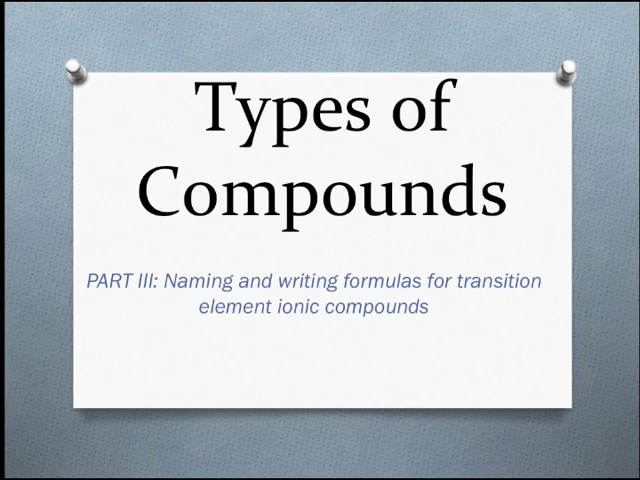 Types of
Compounds
PART III: Naming and writing formulas for transition
element ionic compounds